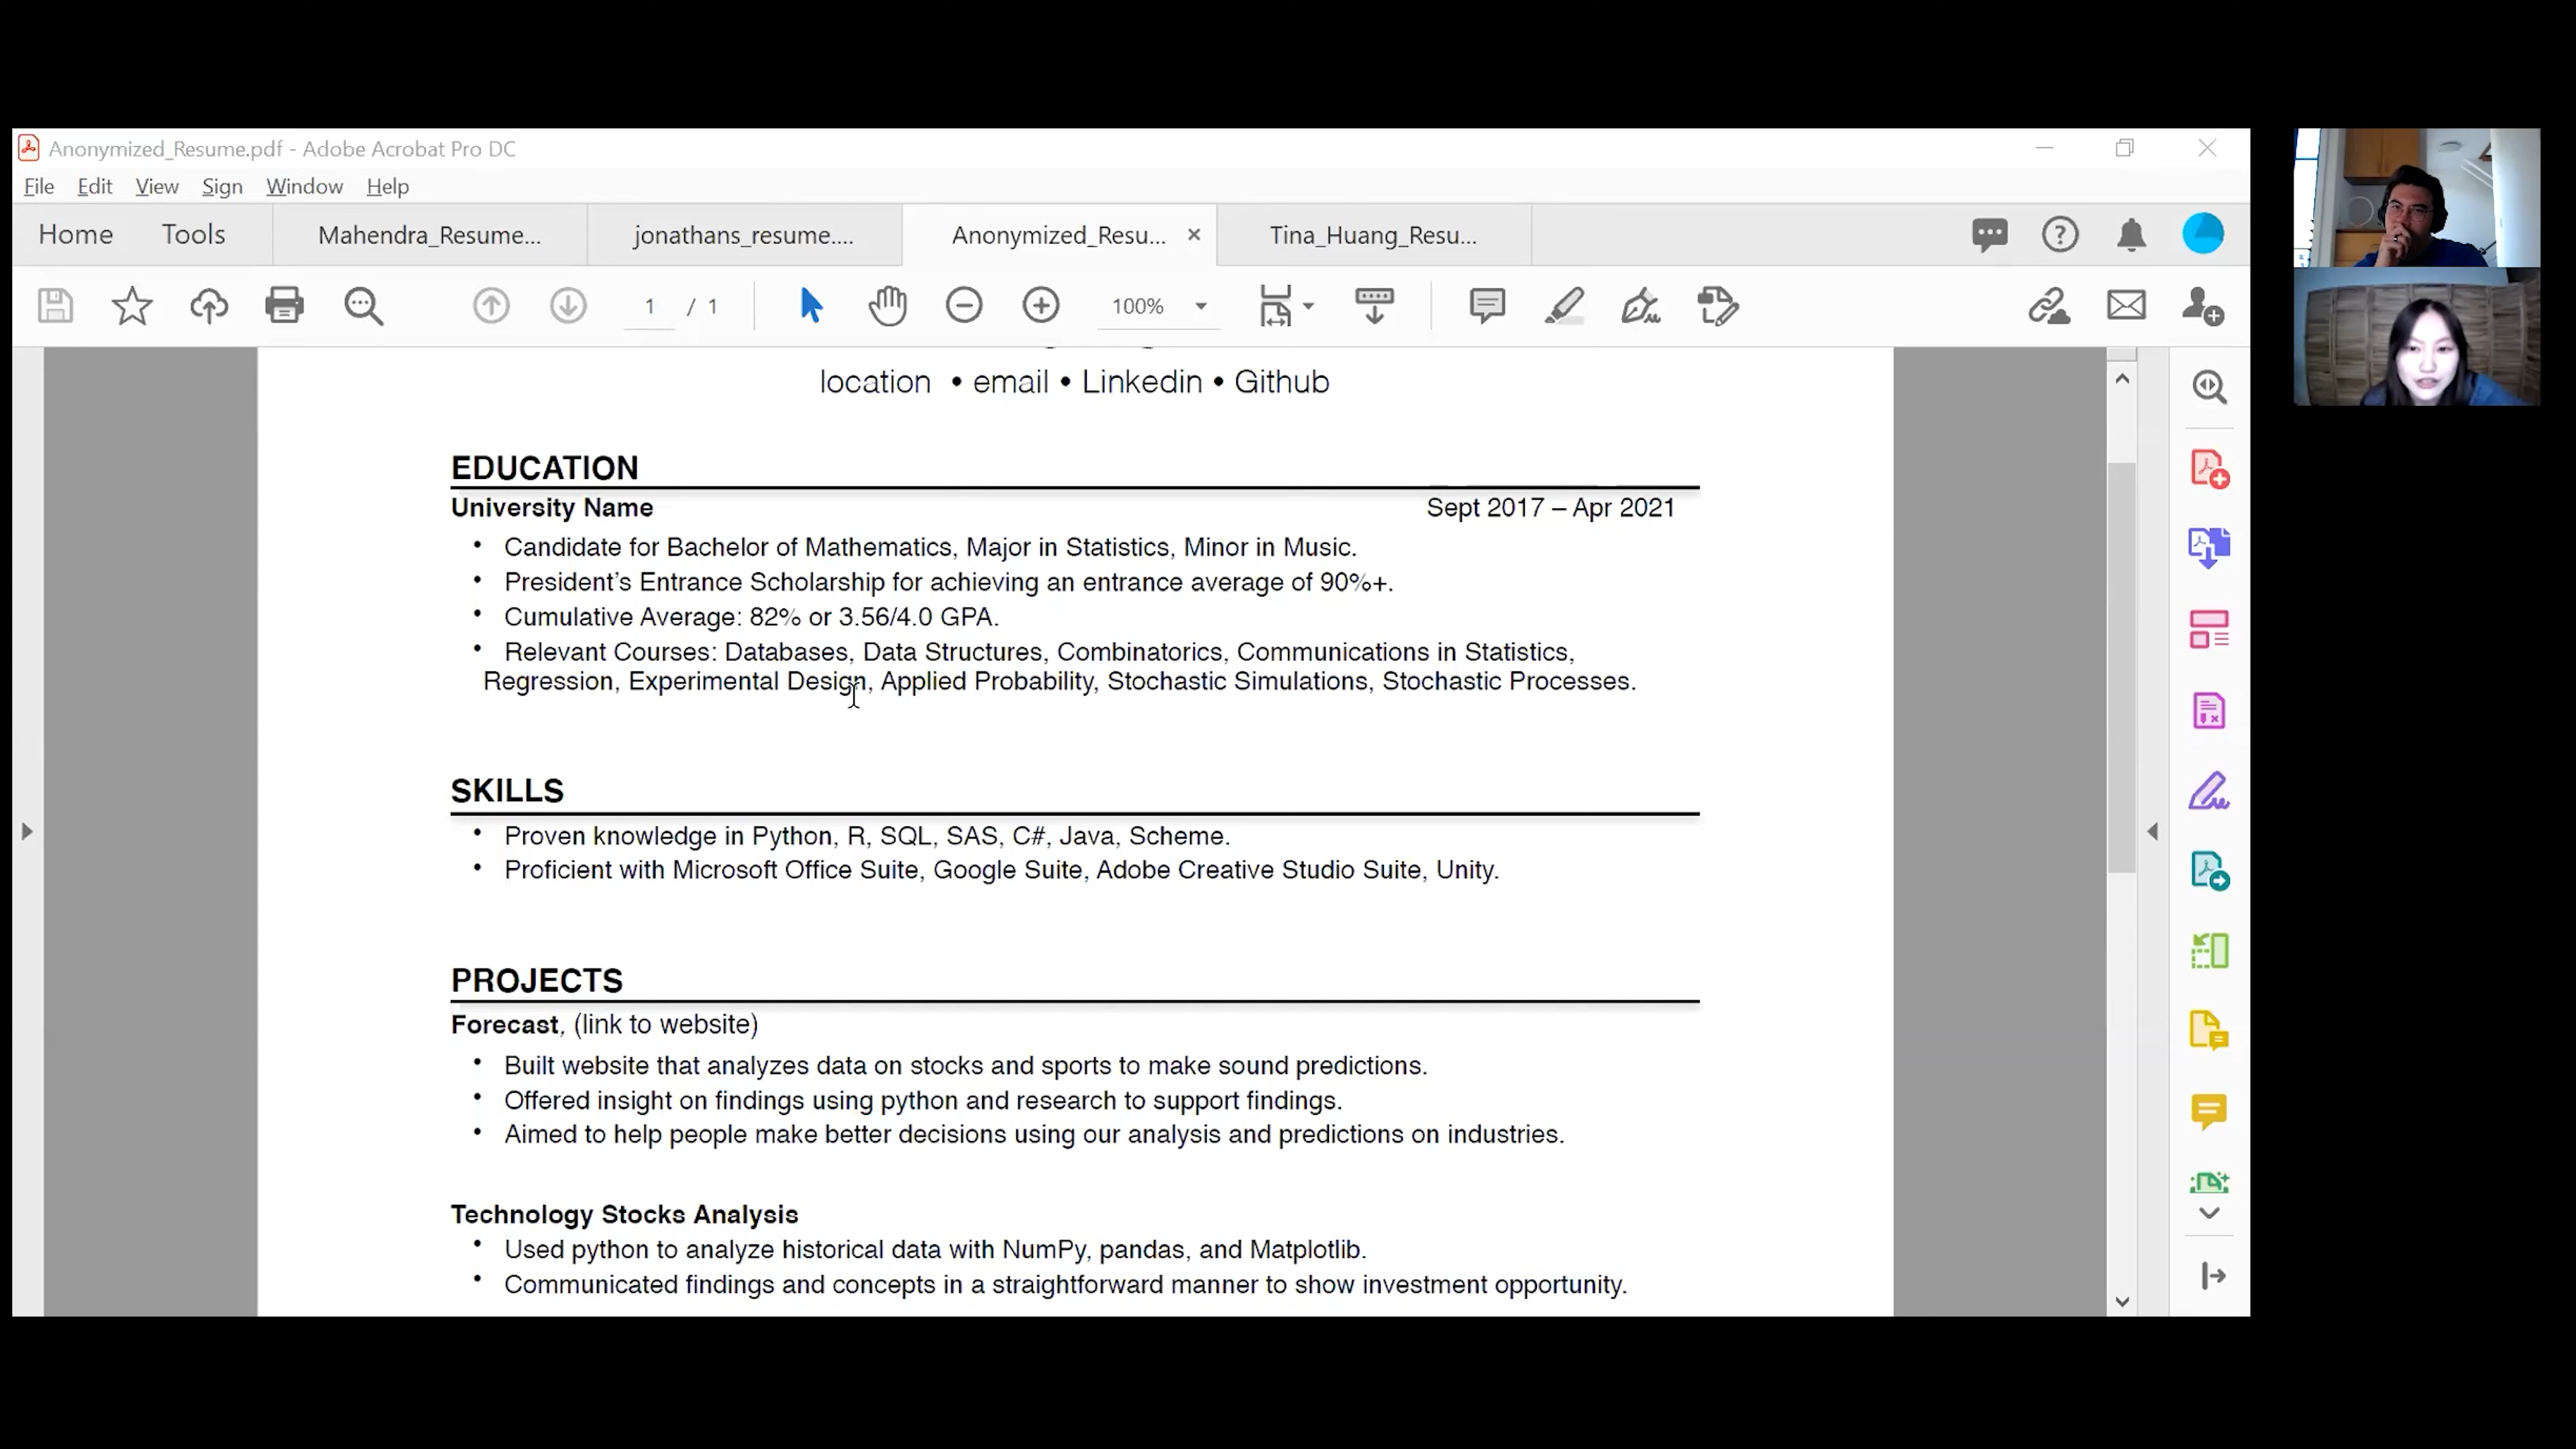 Anonymized_Resume.pdf - Adobe Acrobat Pro DC
File Edit View Sign Window Help
Home Tools Mahendra_Resume... jonathans_resume.... Anonymized_Resu... × Tina_Huang_Resu...
1 / 1 100%
location • email • Linkedin • Github
EDUCATION
University Name Sept 2017 – Apr 2021
• Candidate for Bachelor of Mathematics, Major in Statistics, Minor in Music.
• President’s Entrance Scholarship for achieving an entrance average of 90%+.
• Cumulative Average: 82% or 3.56/4.0 GPA.
• Relevant Courses: Databases, Data Structures, Combinatorics, Communications in Statistics,
Regression, Experimental Design, Applied Probability, Stochastic Simulations, Stochastic Processes.
SKILLS
• Proven knowledge in Python, R, SQL, SAS, C#, Java, Scheme.
• Proficient with Microsoft Office Suite, Google Suite, Adobe Creative Studio Suite, Unity.
PROJECTS
Forecast, (link to website)
• Built website that analyzes data on stocks and sports to make sound predictions.
• Offered insight on findings using python and research to support findings.
• Aimed to help people make better decisions using our analysis and predictions on industries.
Technology Stocks Analysis
• Used python to analyze historical data with NumPy, pandas, and Matplotlib.
• Communicated findings and concepts in a straightforward manner to show investment opportunity.